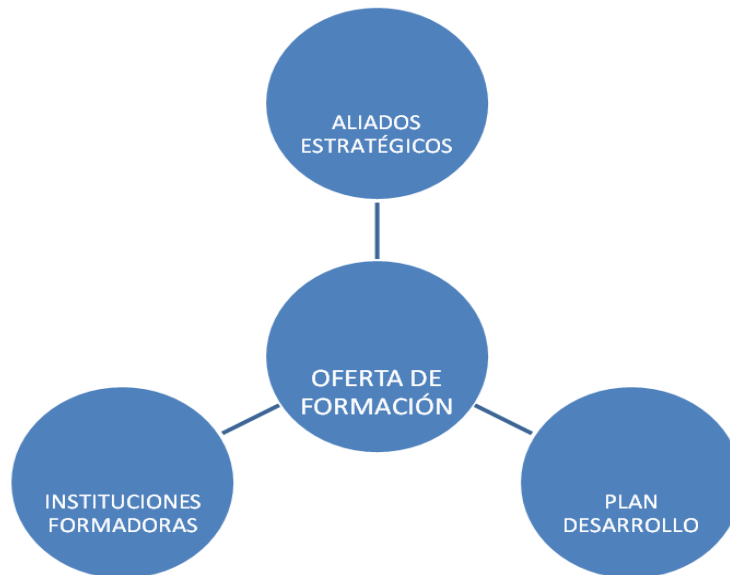 ALIADOS
ESTRATÉGICOS
OFERTA DE
FORMACIÓN
INSTITUCIONES
FORMADORAS
PLAN
DESARROLLO